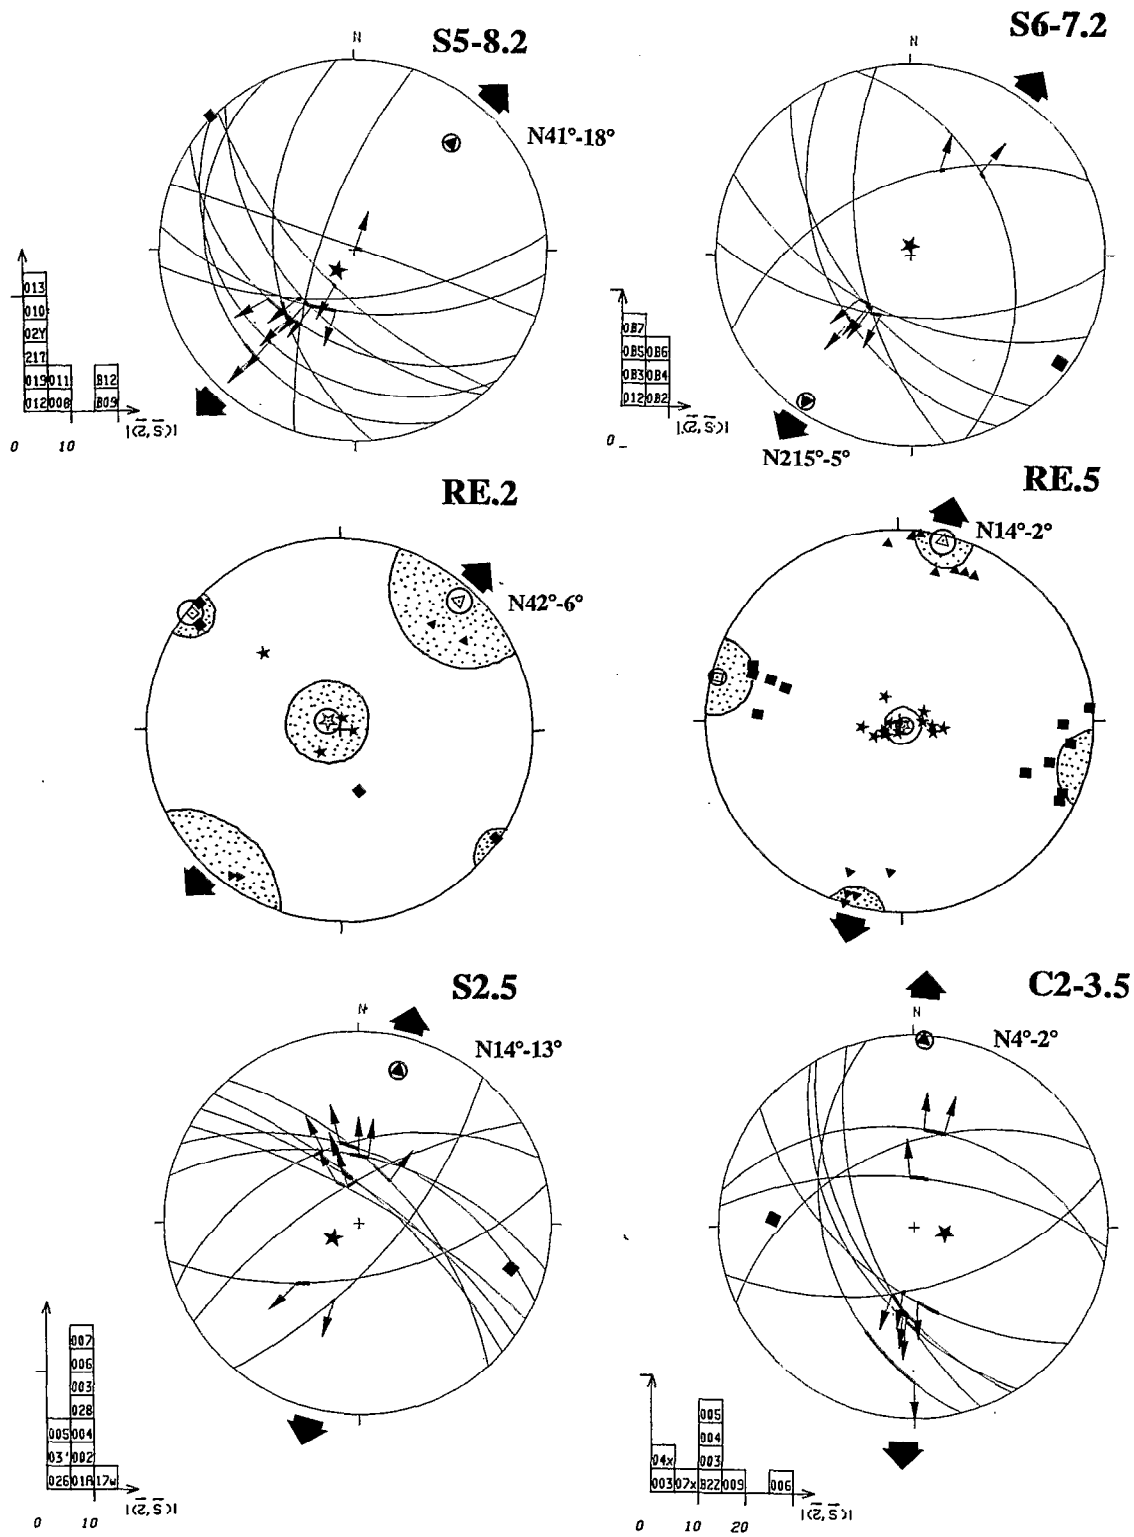 S5-8.2
N
N41°-18°
013
010
02Y
217
019 011 B12
012 008 B09
0 10
|(S,τ)|
S6-7.2
N
0B7
0B5 0B6
0B3 0B4
012 0B2
0
N215°-5°
RE.2
N42°-6°
RE.5
N14°-2°
S2.5
N
N14°-13°
007
006
003
028
005 004
03' 002
026 01A 17w
0 10
C2-3.5
N
N4°-2°
005
004
04x 003
003 07x B2Z 009 006
0 10 20